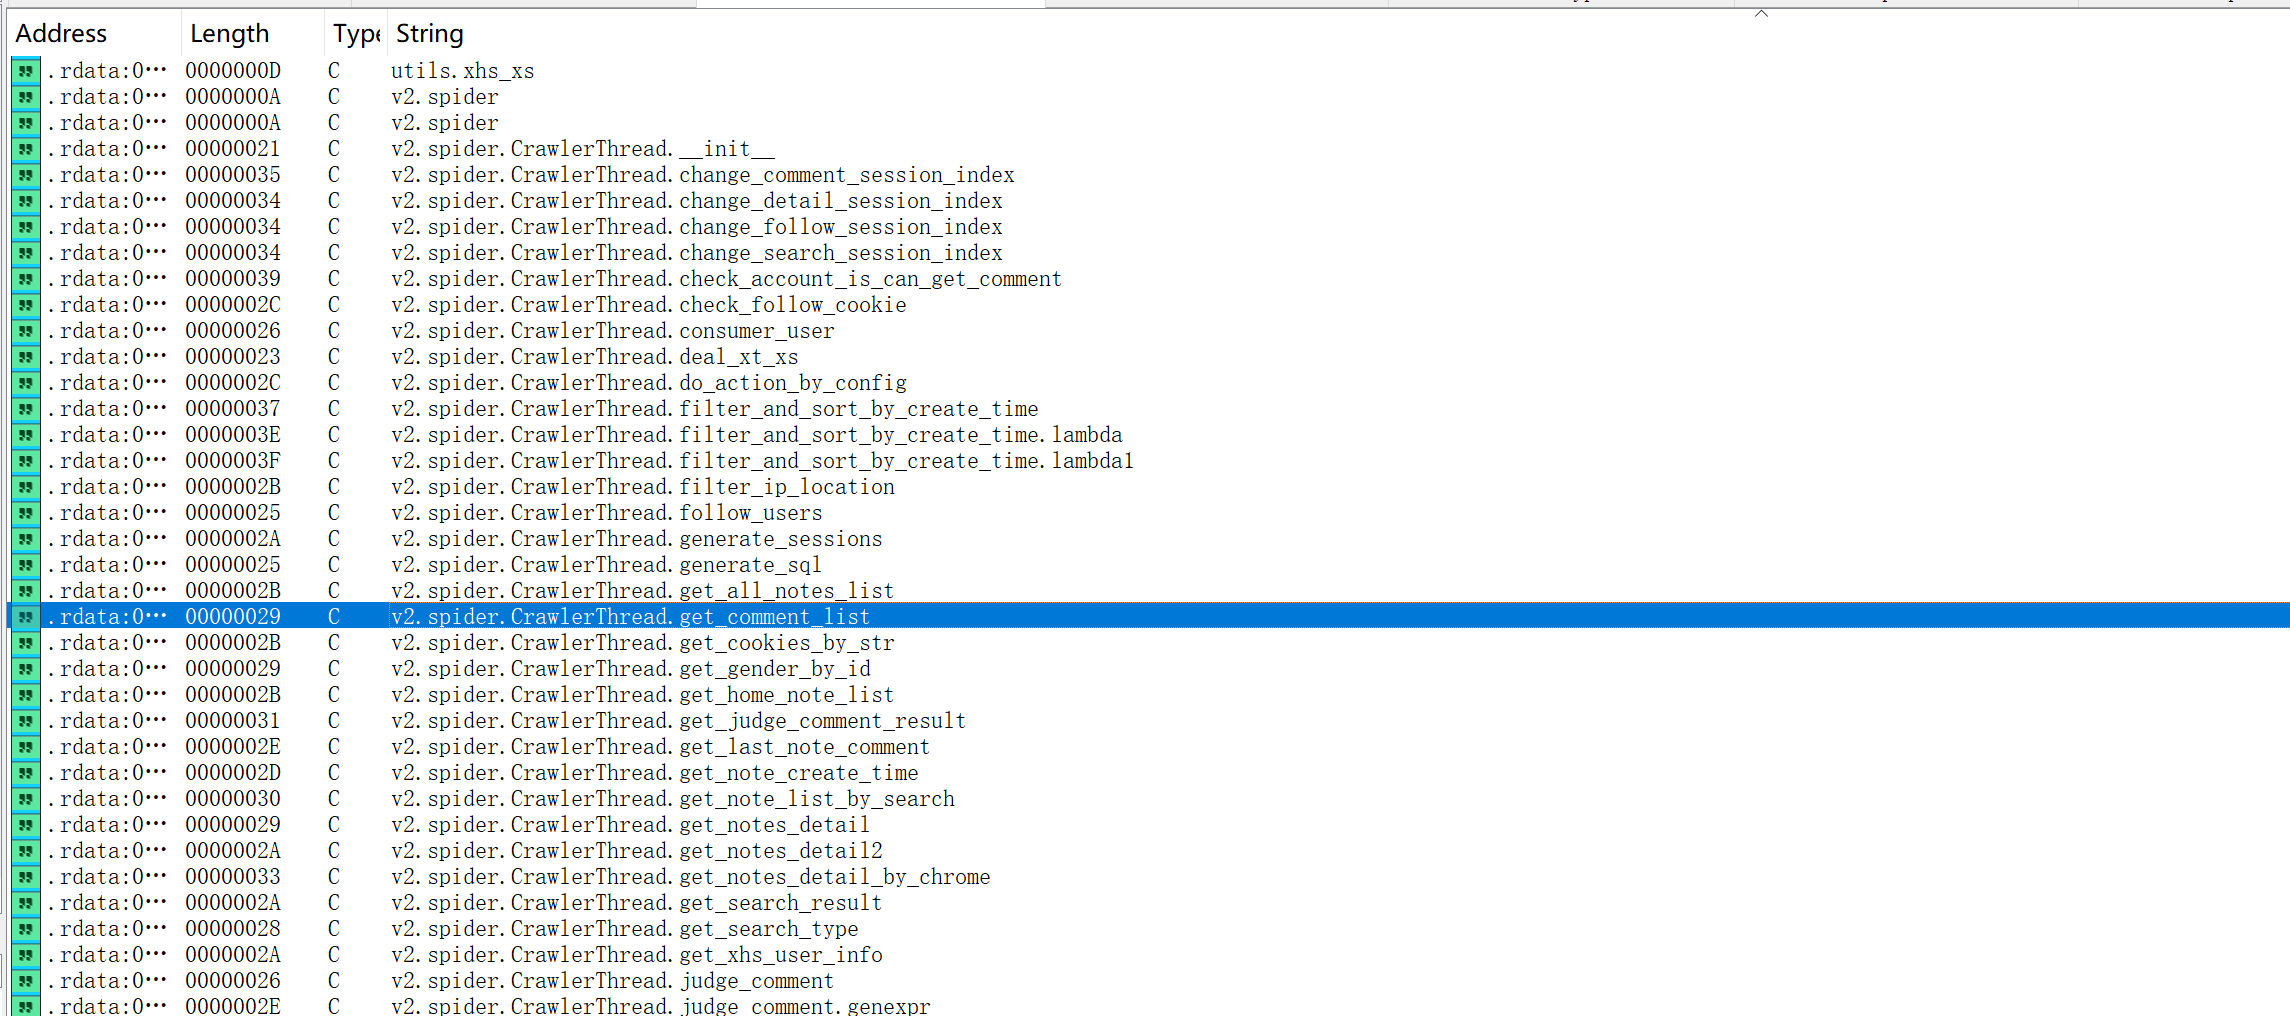 Address Length Type String
.rdata:0… 0000000D C utils.xhs_xs
.rdata:0… 0000000A C v2.spider
.rdata:0… 0000000A C v2.spider
.rdata:0… 00000021 C v2.spider.CrawlerThread.__init__
.rdata:0… 00000035 C v2.spider.CrawlerThread.change_comment_session_index
.rdata:0… 00000034 C v2.spider.CrawlerThread.change_detail_session_index
.rdata:0… 00000034 C v2.spider.CrawlerThread.change_follow_session_index
.rdata:0… 00000034 C v2.spider.CrawlerThread.change_search_session_index
.rdata:0… 00000039 C v2.spider.CrawlerThread.check_account_is_can_get_comment
.rdata:0… 0000002C C v2.spider.CrawlerThread.check_follow_cookie
.rdata:0… 00000026 C v2.spider.CrawlerThread.consumer_user
.rdata:0… 00000023 C v2.spider.CrawlerThread.deal_xt_xs
.rdata:0… 0000002C C v2.spider.CrawlerThread.do_action_by_config
.rdata:0… 00000037 C v2.spider.CrawlerThread.filter_and_sort_by_create_time
.rdata:0… 0000003E C v2.spider.CrawlerThread.filter_and_sort_by_create_time.lambda
.rdata:0… 0000003F C v2.spider.CrawlerThread.filter_and_sort_by_create_time.lambda1
.rdata:0… 0000002B C v2.spider.CrawlerThread.filter_ip_location
.rdata:0… 00000025 C v2.spider.CrawlerThread.follow_users
.rdata:0… 0000002A C v2.spider.CrawlerThread.generate_sessions
.rdata:0… 00000025 C v2.spider.CrawlerThread.generate_sql
.rdata:0… 0000002B C v2.spider.CrawlerThread.get_all_notes_list
.rdata:0… 00000029 C v2.spider.CrawlerThread.get_comment_list
.rdata:0… 0000002B C v2.spider.CrawlerThread.get_cookies_by_str
.rdata:0… 00000029 C v2.spider.CrawlerThread.get_gender_by_id
.rdata:0… 0000002B C v2.spider.CrawlerThread.get_home_note_list
.rdata:0… 00000031 C v2.spider.CrawlerThread.get_judge_comment_result
.rdata:0… 0000002E C v2.spider.CrawlerThread.get_last_note_comment
.rdata:0… 0000002D C v2.spider.CrawlerThread.get_note_create_time
.rdata:0… 00000030 C v2.spider.CrawlerThread.get_note_list_by_search
.rdata:0… 00000029 C v2.spider.CrawlerThread.get_notes_detail
.rdata:0… 0000002A C v2.spider.CrawlerThread.get_notes_detail2
.rdata:0… 00000033 C v2.spider.CrawlerThread.get_notes_detail_by_chrome
.rdata:0… 0000002A C v2.spider.CrawlerThread.get_search_result
.rdata:0… 00000028 C v2.spider.CrawlerThread.get_search_type
.rdata:0… 0000002A C v2.spider.CrawlerThread.get_xhs_user_info
.rdata:0… 00000026 C v2.spider.CrawlerThread.judge_comment
.rdata:0… 0000002E C v2.spider.CrawlerThread.judge_comment.genexpr